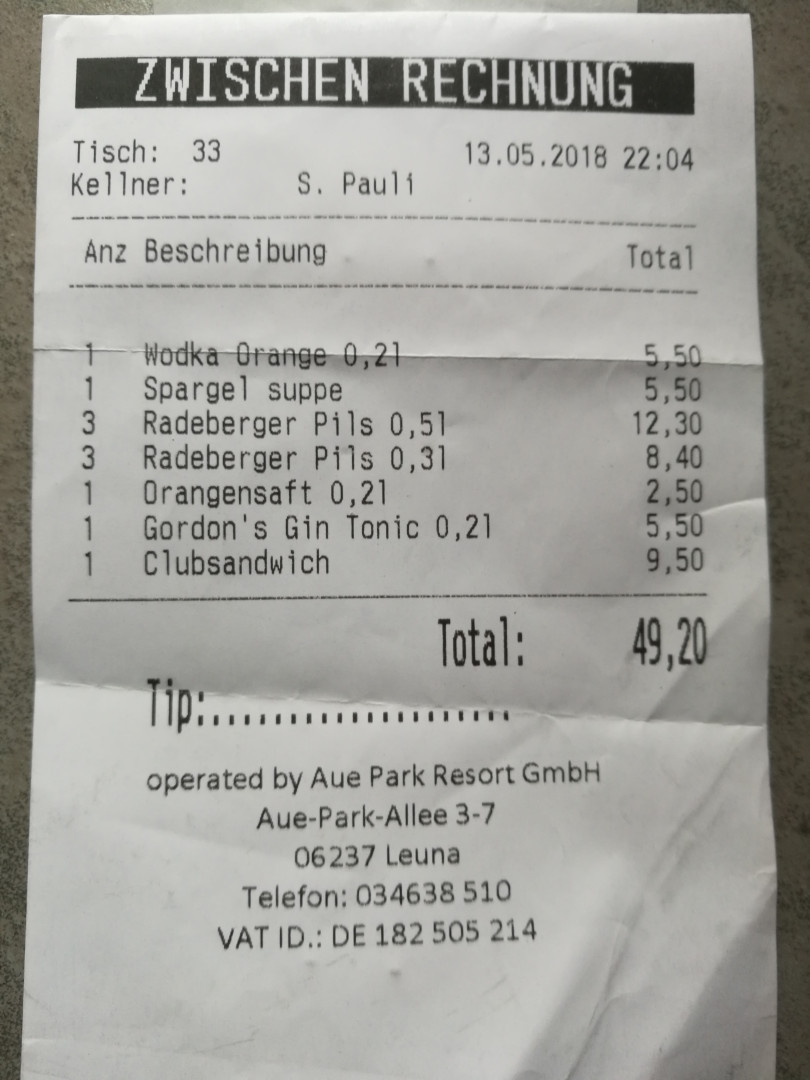 ZWISCHEN RECHNUNG
Tisch: 33 13.05.2018 22:04
Kellner: S. Pauli
Anz Beschreibung Total
1 Wodka Orange 0,2l 5,50
1 Spargel suppe 5,50
3 Radeberger Pils 0,5l 12,30
3 Radeberger Pils 0,3l 8,40
1 Orangensaft 0,2l 2,50
1 Gordon's Gin Tonic 0,2l 5,50
1 Clubsandwich 9,50
Total: 49,20
Tip:....................
operated by Aue Park Resort GmbH
Aue-Park-Allee 3-7
06237 Leuna
Telefon: 034638 510
VAT ID.: DE 182 505 214